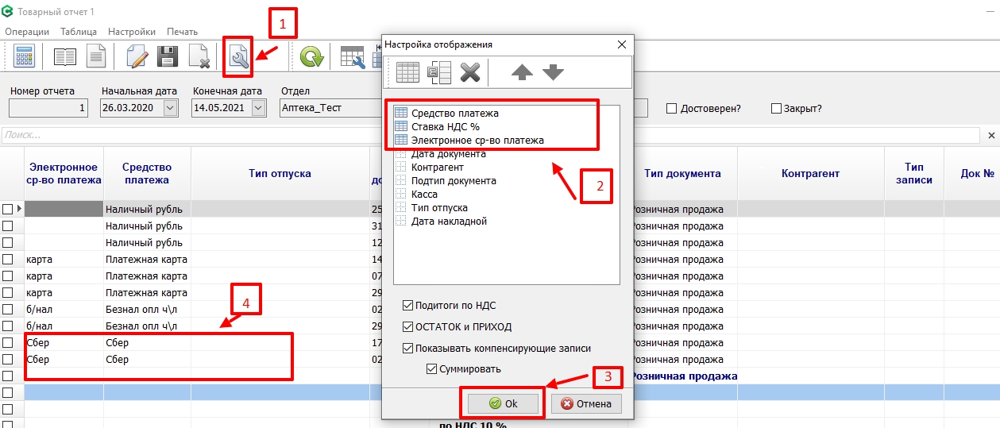 Товарный отчет 1
Операции Таблица Настройки Печать
1
Номер отчета Начальная дата Конечная дата Отдел
1 26.03.2020 14.05.2021 Аптека_Тест Достоверен? Закрыт?
Поиск...
Электронное ср-во платежа
Средство платежа
Тип отпуска
Тип документа
Контрагент
Тип записи
Док №
Наличный рубль 25 Розничная продажа
Наличный рубль 31 Розничная продажа
Наличный рубль 12 Розничная продажа
карта Платежная карта 14 Розничная продажа
карта Платежная карта 07 Розничная продажа
карта Платежная карта 29 Розничная продажа
б/нал Безнал опл ч\л 02 Розничная продажа
б/нал Безнал опл ч\л 29 Розничная продажа
4
Сбер Сбер 17 Розничная продажа
Сбер Сбер 02 Розничная продажа
Розничная продажа
по НДС 10 %
Настройка отображения
Средство платежа
Ставка НДС %
Электронное ср-во платежа
Дата документа
Контрагент
Подтип документа
Касса
Тип отпуска
Дата накладной
2
Подитоги по НДС
ОСТАТОК и ПРИХОД
Показывать компенсирующие записи
Суммировать
3
Ok Отмена